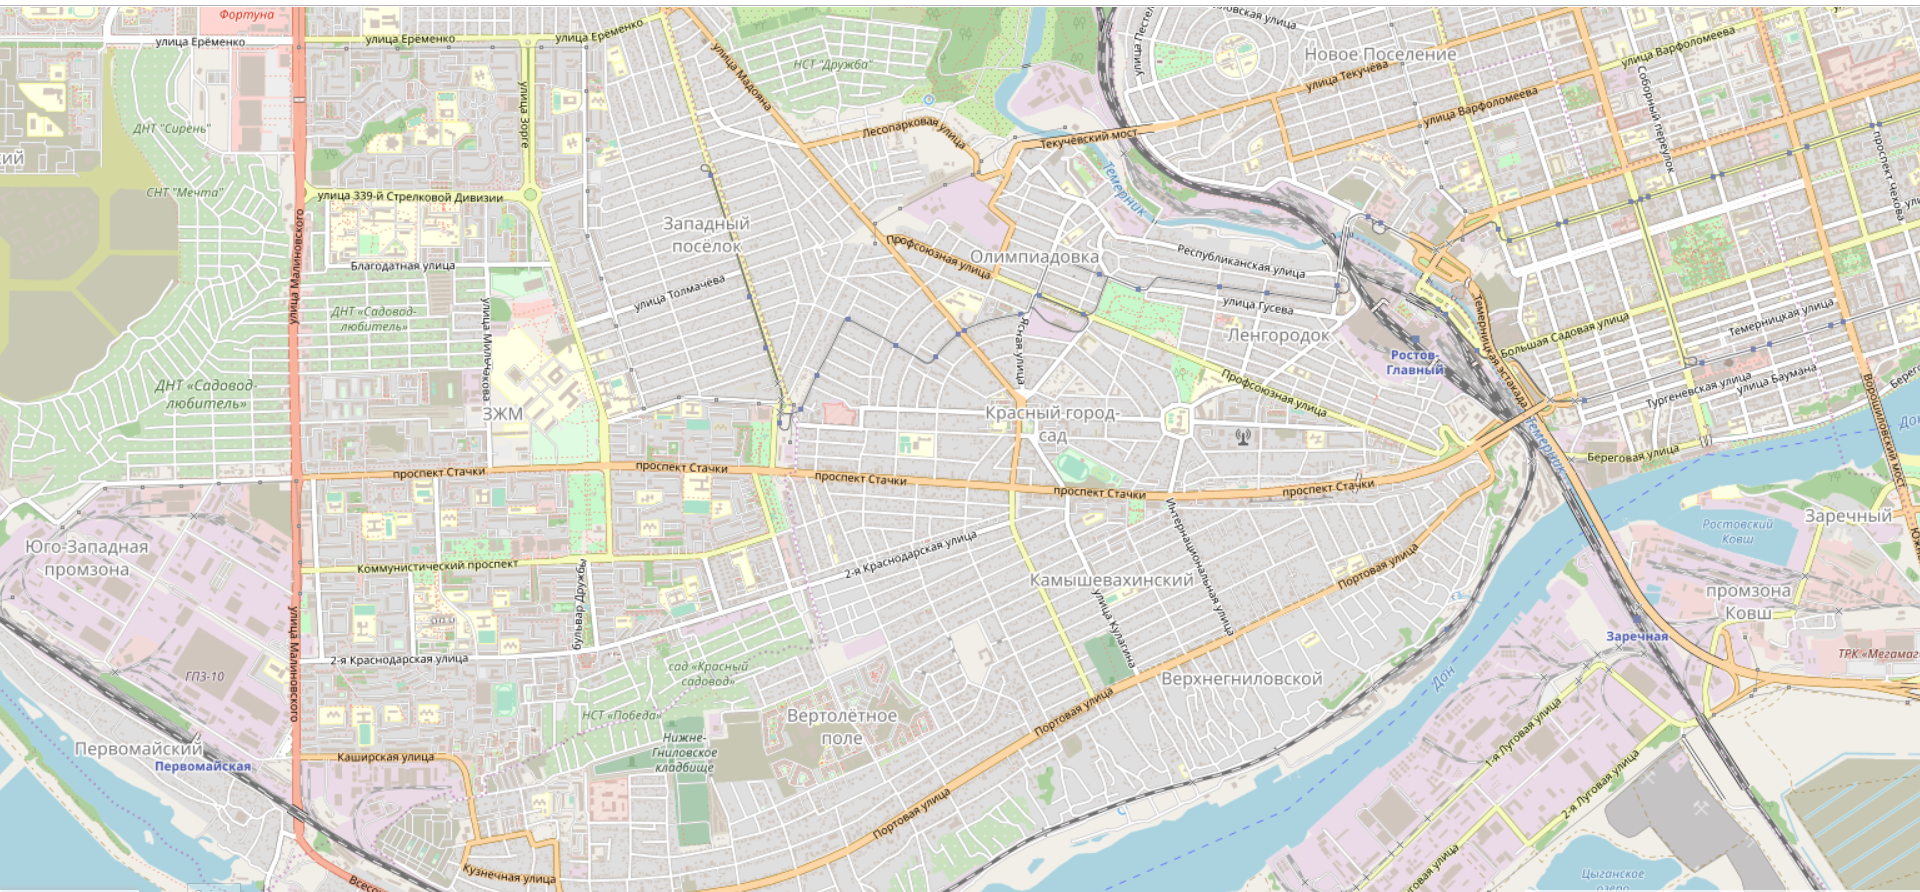 Фортуна
улица Ерёменко
улица Ерёменко
улица Ерёменко
улица Мадояна
НСТ "Дружба"
Новое Поселение
улица Текучёва
улица Варфоломеева
улица Варфоломеева
Соборный переулок
проспект Чехова
ДНТ "Сирень"
улица Зорге
Лесопарковая улица
Текучёвский мост
Темерник
СНТ "Мечта"
улица 339-й Стрелковой Дивизии
Западный
посёлок
улица Малиновского
Благодатная улица
улица Толмачёва
Профсоюзная улица
Олимпиадовка
Республиканская улица
улица Гусева
Ленгородок
ДНТ «Садовод-
любитель»
улица Мильчакова
Ясная улица
Ростов-
Главный
Темерницкая эстакада
Большая Садовая улица
Темерницкая улица
Тургеневская улица
улица Баумана
ДНТ «Садовод-
любитель»
ЗЖМ
Профсоюзная улица
Красный город-
сад
Береговая улица
Ворошиловский мост
Темерник
проспект Стачки
проспект Стачки
проспект Стачки
проспект Стачки
проспект Стачки
Юго-Западная
промзона
Коммунистический проспект
бульвар Дружбы
2-я Краснодарская улица
Камышевахинский
улица Кулагина
Интернациональная улица
Портовая улица
Ростовский
Ковш
Заречный
промзона
Ковш
Заречная
ТРК «Мегамаг
улица Малиновского
2-я Краснодарская улица
ГПЗ-10
сад «Красный
садовод»
НСТ «Победа»
Вертолётное
поле
Верхнегниловской
Портовая улица
Дон
Нижне-
Гниловское
кладбище
Первомайский
Первомайская
Каширская улица
Портовая улица
1-я Луговая улица
2-я Луговая улица
Кузнечная улица
Всесо
говая улица
Цыганское
озеро